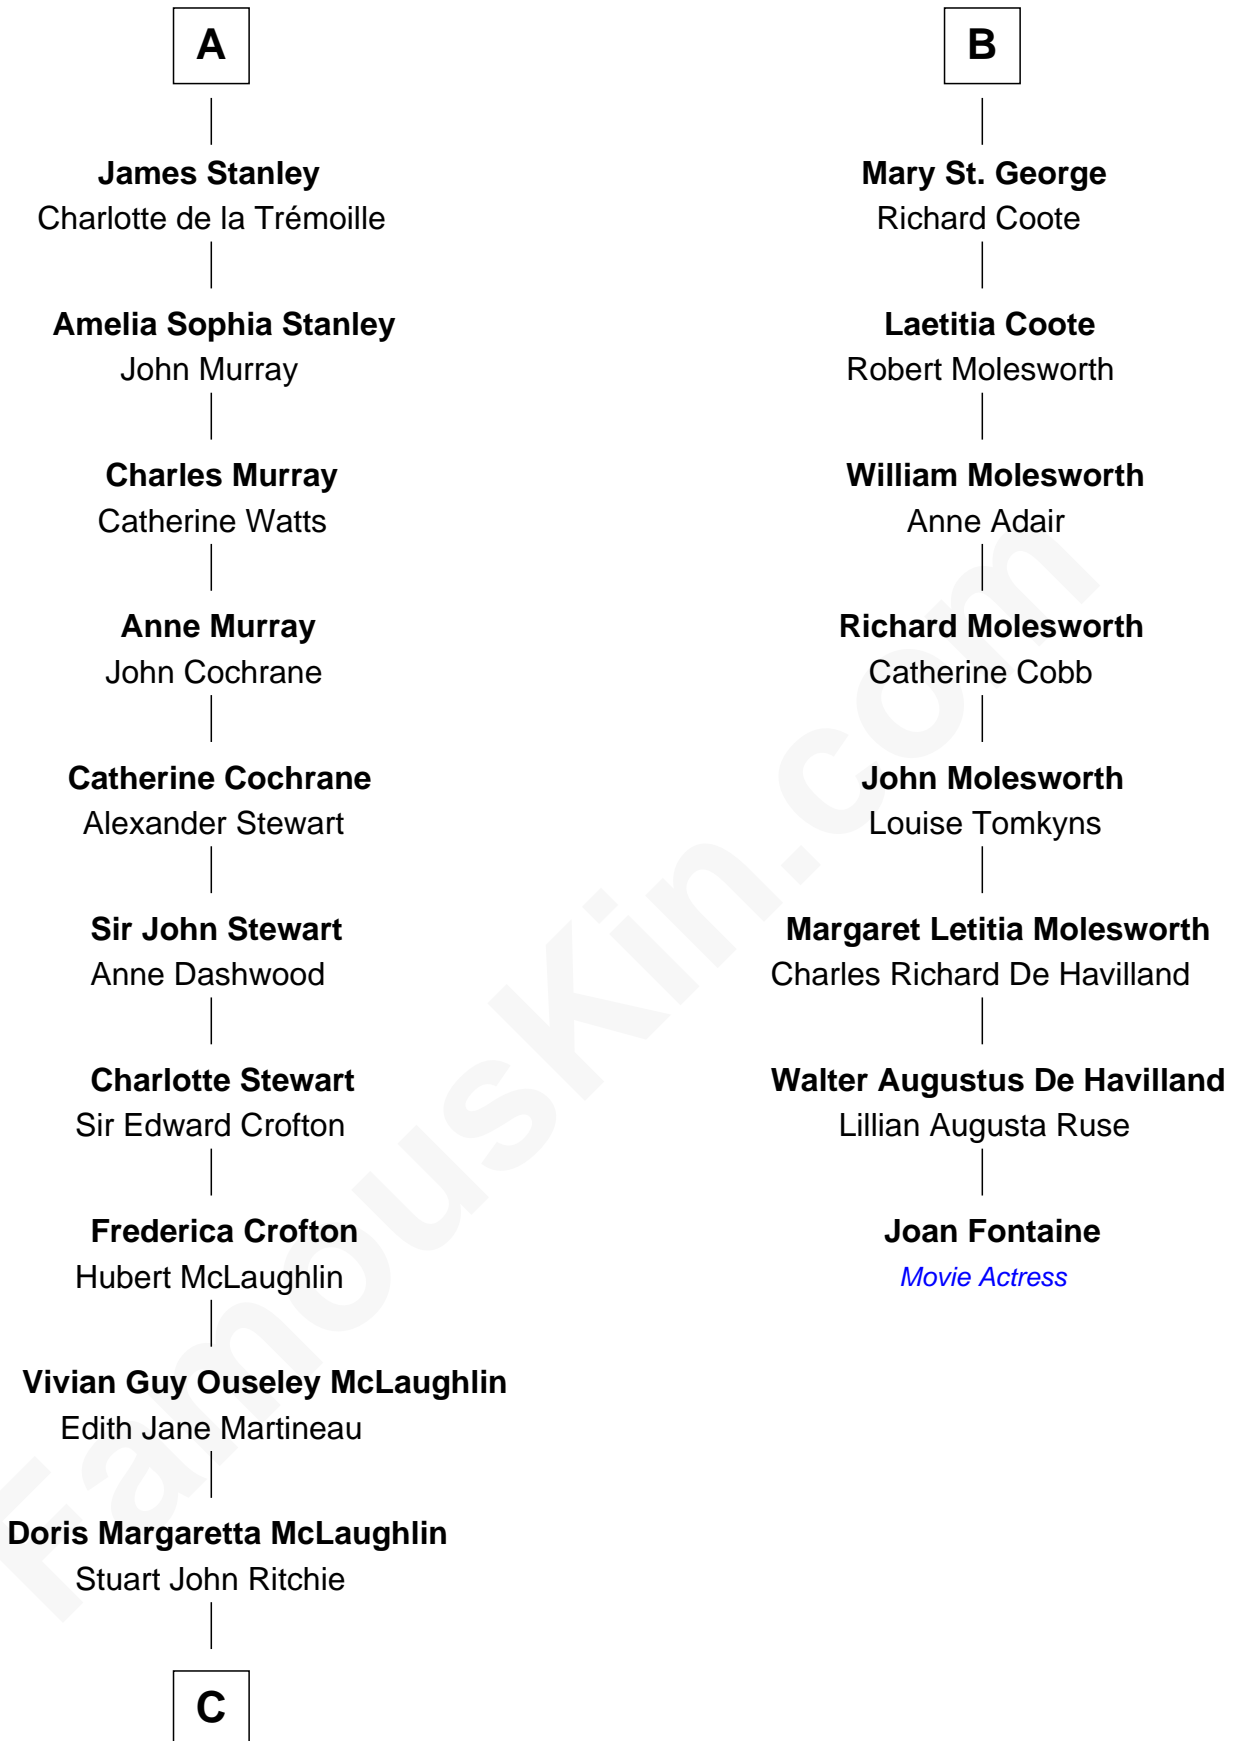 A
James Stanley
Charlotte de la Trémoille
Amelia Sophia Stanley
John Murray
Charles Murray
Catherine Watts
Anne Murray
John Cochrane
Catherine Cochrane
Alexander Stewart
Sir John Stewart
Anne Dashwood
Charlotte Stewart
Sir Edward Crofton
Frederica Crofton
Hubert McLaughlin
Vivian Guy Ouseley McLaughlin
Edith Jane Martineau
Doris Margaretta McLaughlin
Stuart John Ritchie
C
B
Mary St. George
Richard Coote
Laetitia Coote
Robert Molesworth
William Molesworth
Anne Adair
Richard Molesworth
Catherine Cobb
John Molesworth
Louise Tomkyns
Margaret Letitia Molesworth
Charles Richard De Havilland
Walter Augustus De Havilland
Lillian Augusta Ruse
Joan Fontaine
Movie Actress
FamousKin.com